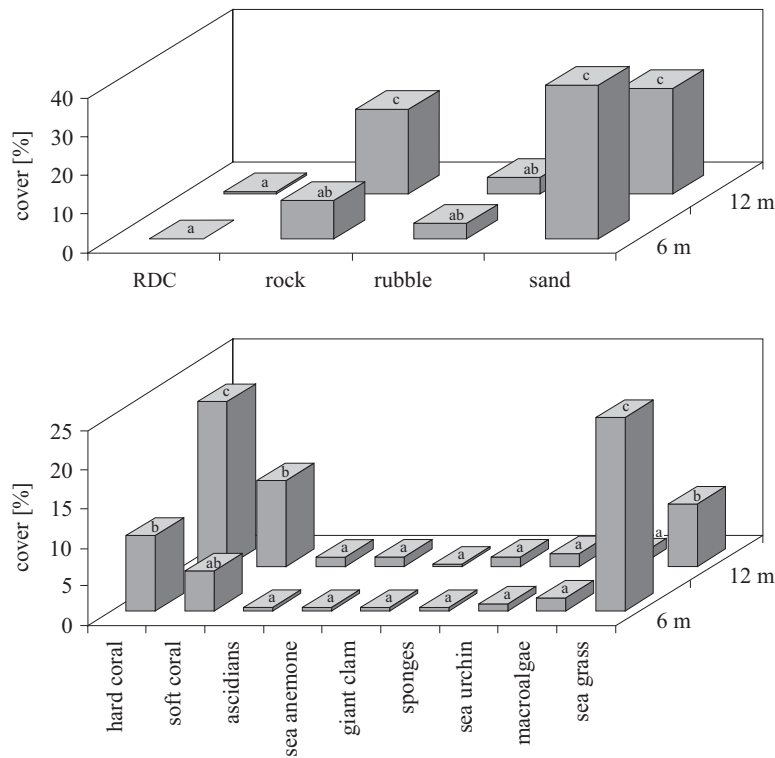 cover [%]
40
30
20
10
0
c
c
c
a
ab
ab
ab
a
12 m
6 m
RDC rock rubble sand
cover [%]
25
20
15
10
5
0
c
c
b
b
b
a a a a a a
ab
a a a a a a
12 m
6 m
hard coral
soft coral
ascidians
sea anemone
giant clam
sponges
sea urchin
macroalgae
sea grass